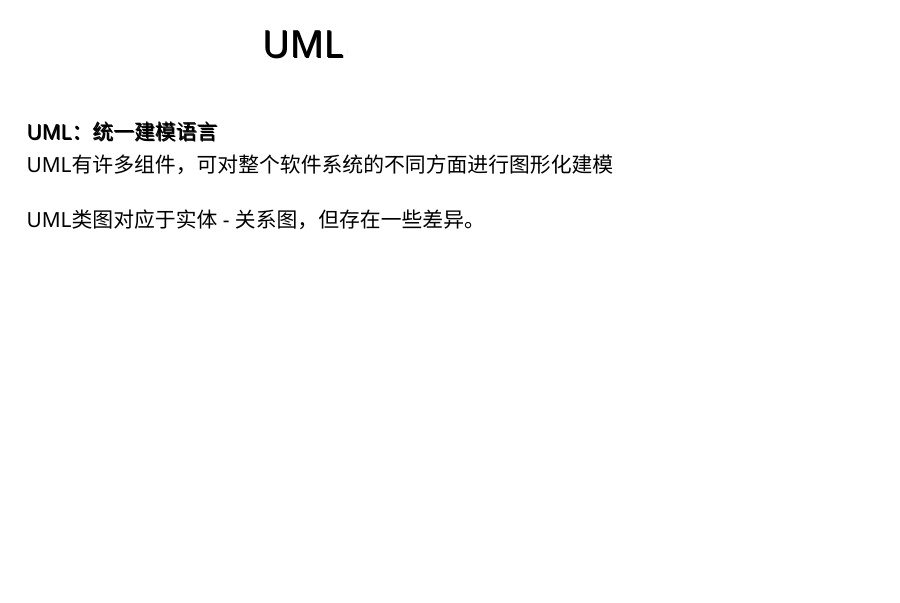 UML
UML：统一建模语言
UML有许多组件，可对整个软件系统的不同方面进行图形化建模
UML类图对应于实体 - 关系图，但存在一些差异。